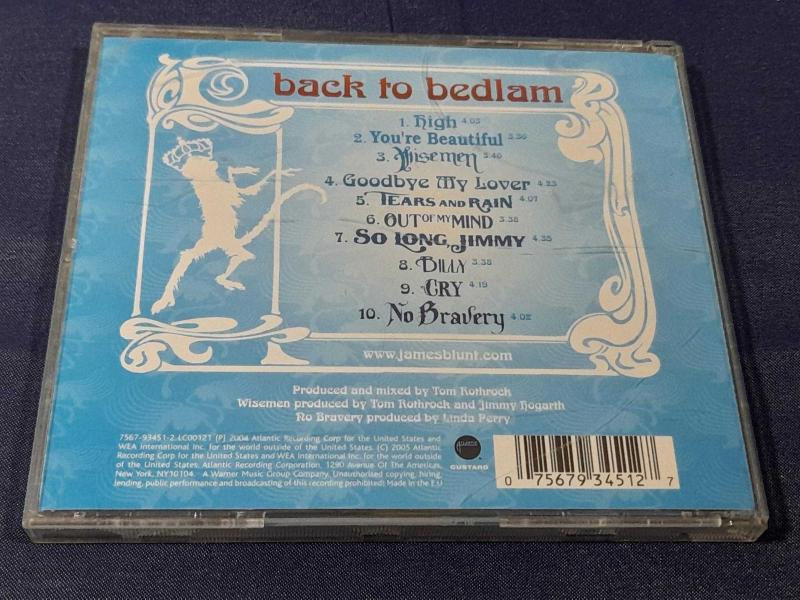 back to bedlam
1. High 4.03
2. You're Beautiful 3.30
3. Wisemen 3.40
4. Goodbye My Lover 4.23
5. TEARS AND RAIN 4.07
6. OUT OF MY MIND 3.38
7. SO LONG, JIMMY 4.35
8. BILLY 3.38
9. CRY 4.19
10. No Bravery 4.02
www.jamesblunt.com
Produced and mixed by Tom Rothrock
Wisemen produced by Tom Rothrock and Jimmy Hogarth
No Bravery produced by Linda Perry
7567-93451-2 LC00121 (P) 2004 Atlantic Recording Corp for the United States and
WEA International Inc. for the world outside of the United States. (C) 2005 Atlantic
Recording Corp for the United States and WEA International Inc. for the world outside
of the United States. Atlantic Recording Corporation, 1290 Avenue Of The Americas,
New York, NY10104 A Warner Music Group Company. Unauthorised copying, hiring,
lending, public performance and broadcasting of this recording prohibited. Made in the E.U
CUSTARD
0 75679 34512 7